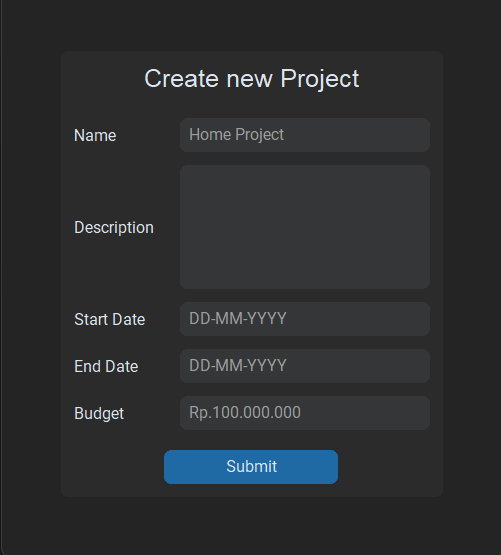 Create new Project
Name Home Project
Description
Start Date DD-MM-YYYY
End Date DD-MM-YYYY
Budget Rp.100.000.000
Submit